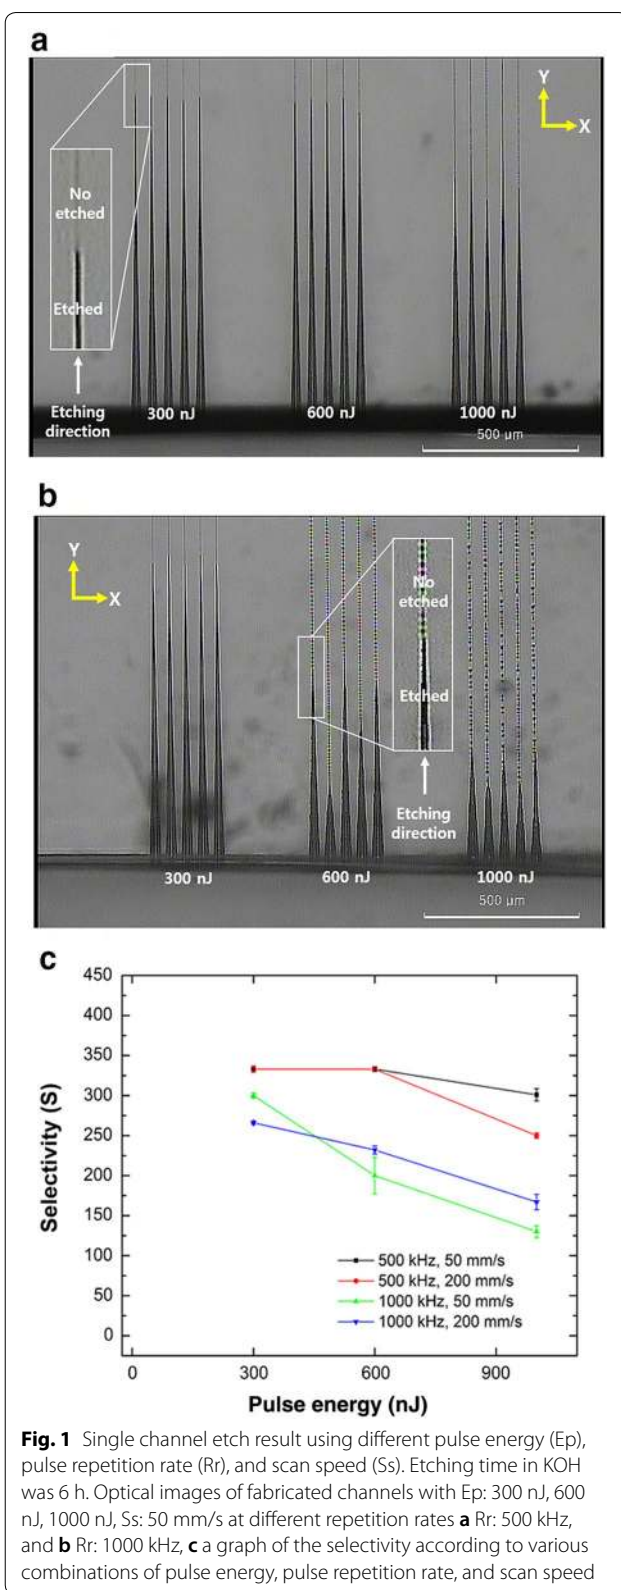 a
Y
X
No
etched
Etched
Etching
direction
300 nJ
600 nJ
1000 nJ
500 µm
b
Y
X
No
etched
Etched
Etching
direction
300 nJ
600 nJ
1000 nJ
500 µm
c
450
400
350
300
250
200
150
100
50
0
Selectivity (S)
500 kHz, 50 mm/s
500 kHz, 200 mm/s
1000 kHz, 50 mm/s
1000 kHz, 200 mm/s
0
300
600
900
Pulse energy (nJ)
Fig. 1 Single channel etch result using different pulse energy (Ep),
pulse repetition rate (Rr), and scan speed (Ss). Etching time in KOH
was 6 h. Optical images of fabricated channels with Ep: 300 nJ, 600
nJ, 1000 nJ, Ss: 50 mm/s at different repetition rates a Rr: 500 kHz,
and b Rr: 1000 kHz, c a graph of the selectivity according to various
combinations of pulse energy, pulse repetition rate, and scan speed